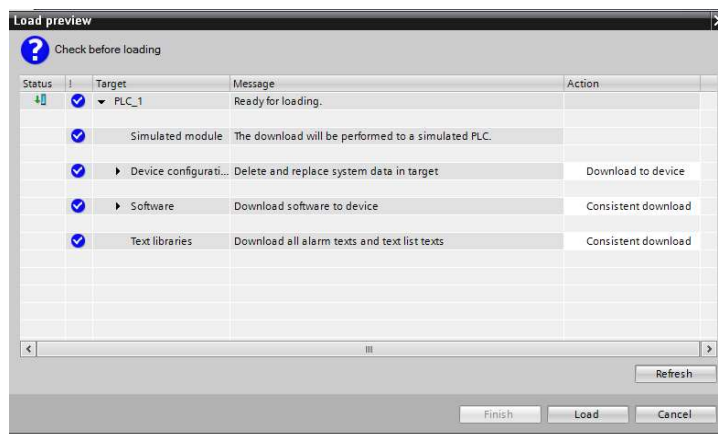 Load preview
Check before loading
Status ! Target Message Action
PLC_1 Ready for loading.
Simulated module The download will be performed to a simulated PLC.
Device configurati... Delete and replace system data in target Download to device
Software Download software to device Consistent download
Text libraries Download all alarm texts and text list texts Consistent download
Refresh
Finish Load Cancel